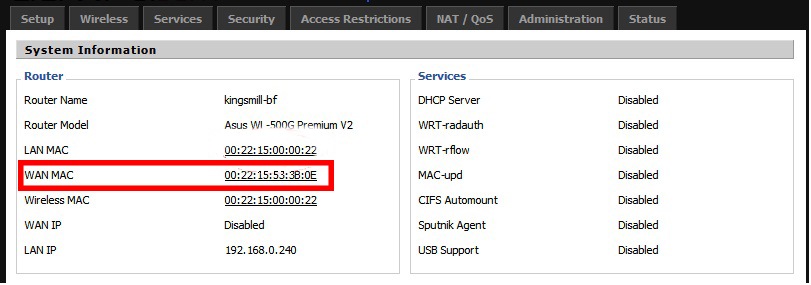 Setup Wireless Services Security Access Restrictions NAT / QoS Administration Status
System Information
Router
Router Name kingsmill-bf
Router Model Asus WL-500G Premium V2
LAN MAC 00:22:15:00:00:22
WAN MAC 00:22:15:53:3B:0E
Wireless MAC 00:22:15:00:00:22
WAN IP Disabled
LAN IP 192.168.0.240
Services
DHCP Server Disabled
WRT-radauth Disabled
WRT-rflow Disabled
MAC-upd Disabled
CIFS Automount Disabled
Sputnik Agent Disabled
USB Support Disabled